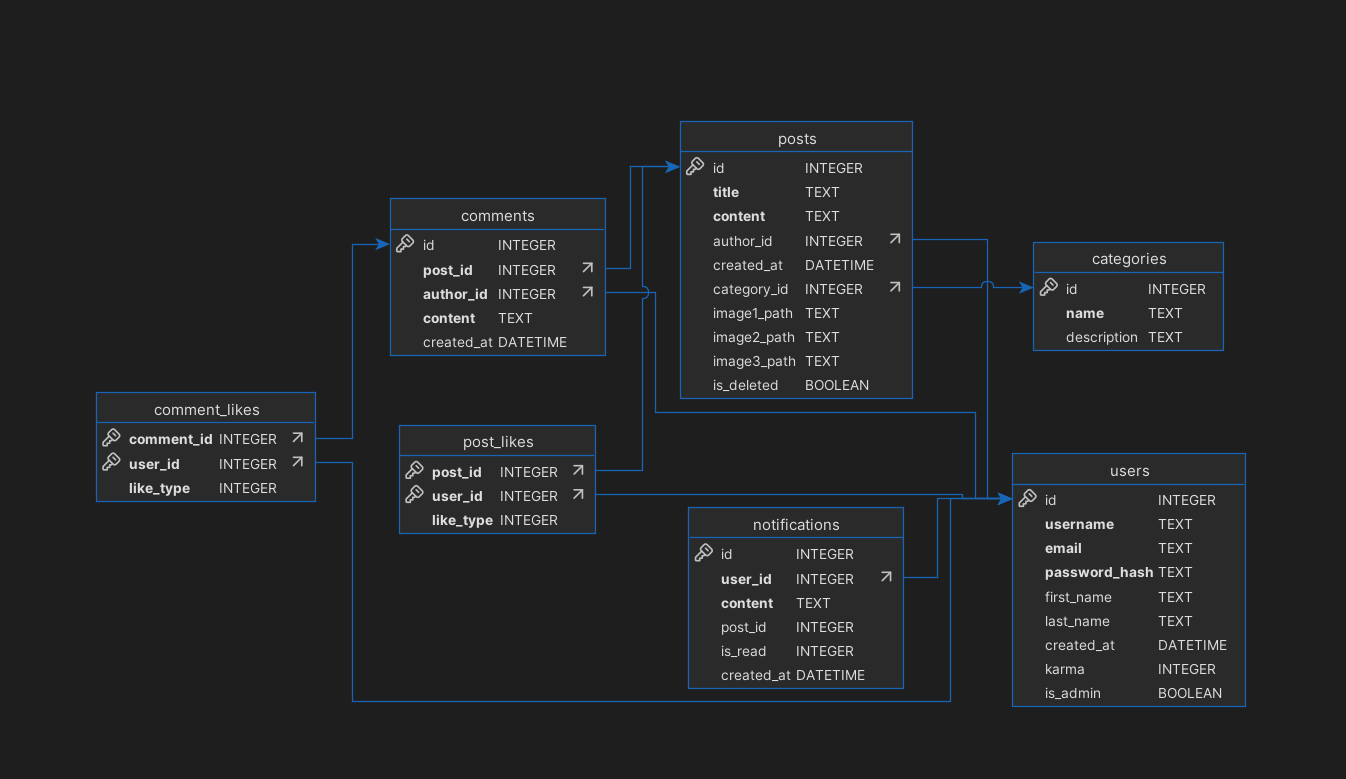 posts
id INTEGER
title TEXT
content TEXT
author_id INTEGER
created_at DATETIME
category_id INTEGER
image1_path TEXT
image2_path TEXT
image3_path TEXT
is_deleted BOOLEAN
comments
id INTEGER
post_id INTEGER
author_id INTEGER
content TEXT
created_at DATETIME
categories
id INTEGER
name TEXT
description TEXT
comment_likes
comment_id INTEGER
user_id INTEGER
like_type INTEGER
post_likes
post_id INTEGER
user_id INTEGER
like_type INTEGER
notifications
id INTEGER
user_id INTEGER
content TEXT
post_id INTEGER
is_read INTEGER
created_at DATETIME
users
id INTEGER
username TEXT
email TEXT
password_hash TEXT
first_name TEXT
last_name TEXT
created_at DATETIME
karma INTEGER
is_admin BOOLEAN